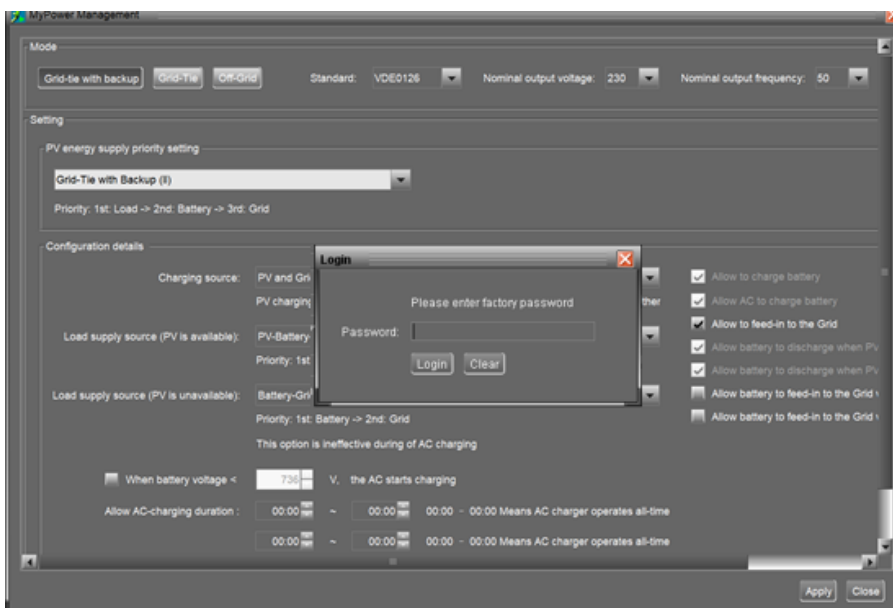 MyPower Management
Mode
Grid-tie with backup Grid-Tie Off-Grid Standard: VDE0126 Nominal output voltage: 230 Nominal output frequency: 50
Setting
PV energy supply priority setting
Grid-Tie with Backup (II)
Priority: 1st: Load -> 2nd: Battery -> 3rd: Grid
Configuration details
Login
Charging source: PV and Gri Allow to charge battery
PV charging Please enter factory password ther Allow AC to charge battery
Allow to feed-in to the Grid
Load supply source (PV is available): PV-Battery Password: Allow battery to discharge when PV
Priority: 1st Login Clear Allow battery to discharge when PV
Load supply source (PV is unavailable): Battery-Gri Allow battery to feed-in to the Grid
Priority: 1st: Battery -> 2nd: Grid Allow battery to feed-in to the Grid
This option is ineffective during of AC charging
When battery voltage < 736 V, the AC starts charging
Allow AC-charging duration : 00:00 ~ 00:00 00:00 - 00:00 Means AC charger operates all-time
00:00 ~ 00:00 00:00 - 00:00 Means AC charger operates all-time
Apply Close